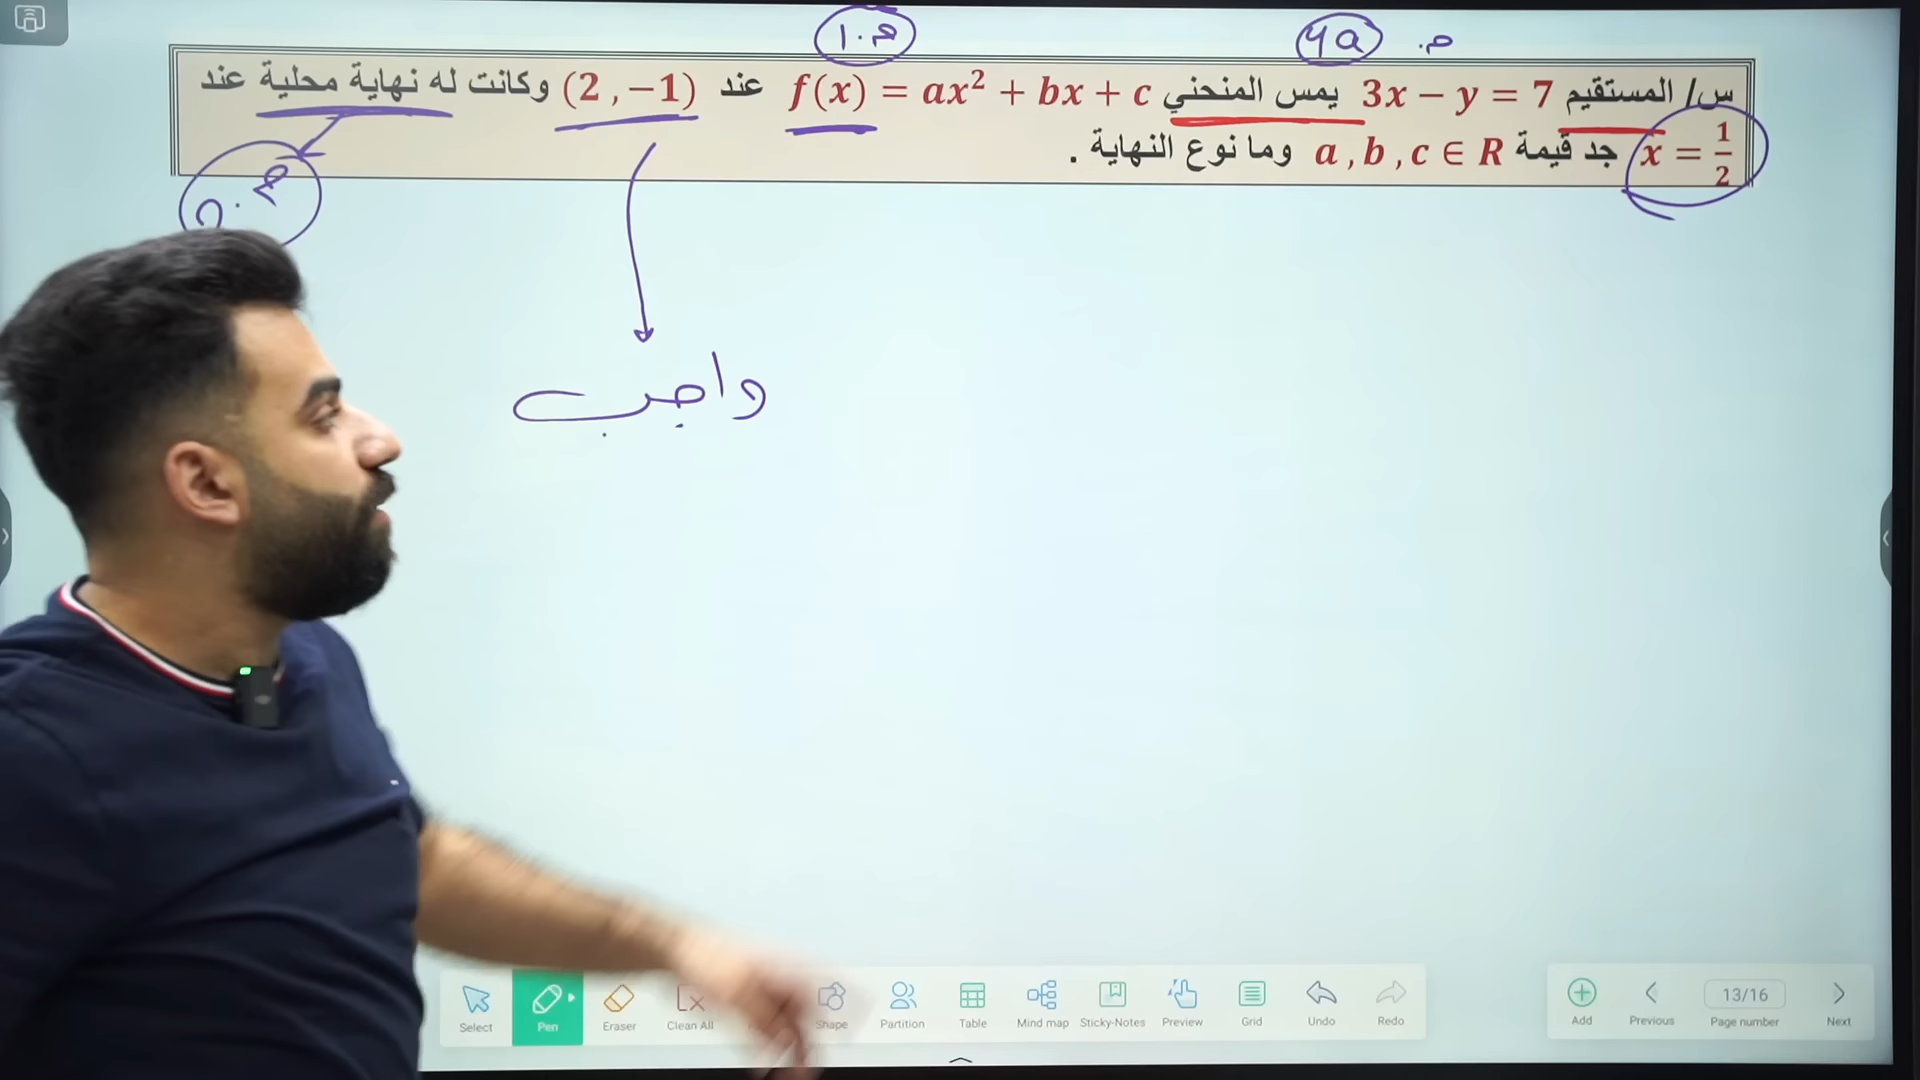 س/ المستقيم 3x − y = 7 يمس المنحني f(x) = ax² + bx + c عند (2 , −1) وكانت له نهاية محلية عند
x = 1/2 جد قيمة a , b , c ∈ R وما نوع النهاية .
واجب
Select
Pen
Eraser
Clean All
Shape
Partition
Table
Mind map
Sticky-Notes
Preview
Grid
Undo
Redo
Add
Previous
13/16
Page number
Next